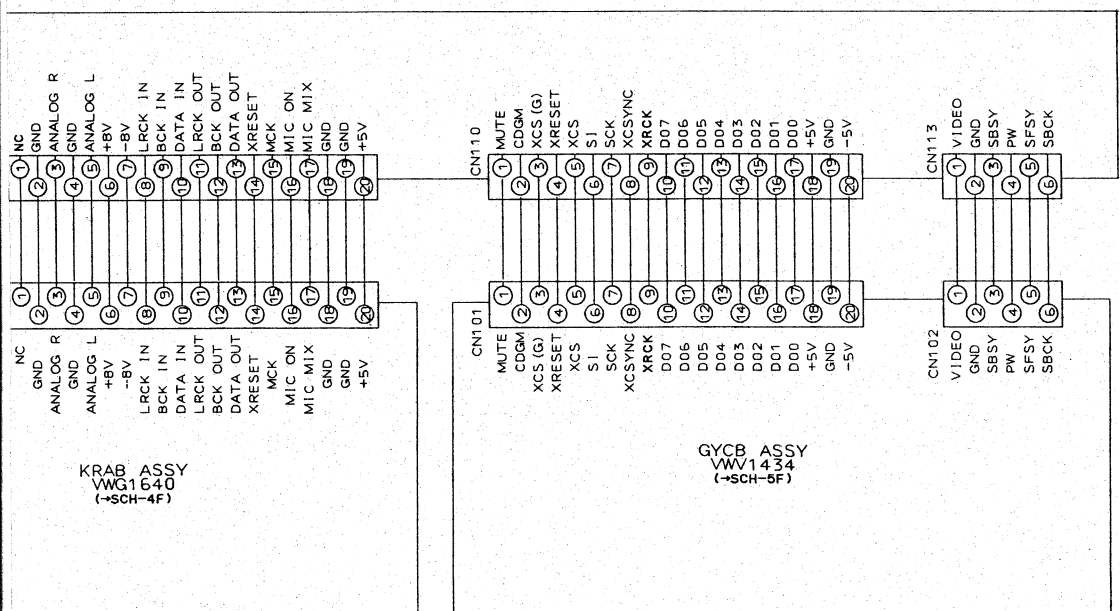 NC
GND
ANALOG R
GND
ANALOG L
+8V
-8V
LRCK IN
BCK IN
DATA IN
LRCK OUT
BCK OUT
DATA OUT
XRESET
MCK
MIC ON
MIC MIX
GND
GND
+5V
1 2 3 4 5 6 7 8 9 10 11 12 13 14 15 16 17 18 19 20
CN110
MUTE
CDGM
XCS (G)
XRESET
XCS
SI
SCK
XCSYNC
XRCK
D07
D06
D05
D04
D03
D02
D01
D00
+5V
GND
-5V
1 2 3 4 5 6 7 8 9 10 11 12 13 14 15 16 17 18 19 20
CN113
VIDEO
GND
SBSY
PW
SFSY
SBCK
1 2 3 4 5 6
1 2 3 4 5 6 7 8 9 10 11 12 13 14 15 16 17 18 19 20
NC
GND
ANALOG R
GND
ANALOG L
+8V
-8V
LRCK IN
BCK IN
DATA IN
LRCK OUT
BCK OUT
DATA OUT
XRESET
MCK
MIC ON
MIC MIX
GND
GND
+5V
KRAB ASSY
VWG1640
(→SCH-4F)
CN101
1 2 3 4 5 6 7 8 9 10 11 12 13 14 15 16 17 18 19 20
MUTE
CDGM
XCS (G)
XRESET
XCS
SI
SCK
XCSYNC
XRCK
D07
D06
D05
D04
D03
D02
D01
D00
+5V
GND
-5V
GYCB ASSY
VWV1434
(→SCH-5F)
CN102
1 2 3 4 5 6
VIDEO
GND
SBSY
PW
SFSY
SBCK